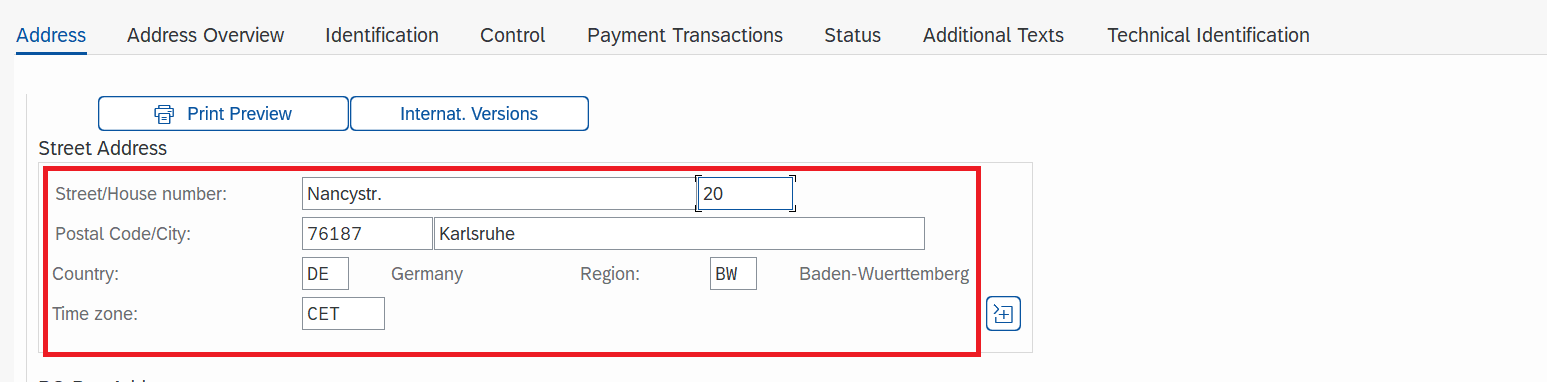 Address Address Overview Identification Control Payment Transactions Status Additional Texts Technical Identification
Print Preview Internat. Versions
Street Address
Street/House number: Nancystr. 20
Postal Code/City: 76187 Karlsruhe
Country: DE Germany Region: BW Baden-Wuerttemberg
Time zone: CET